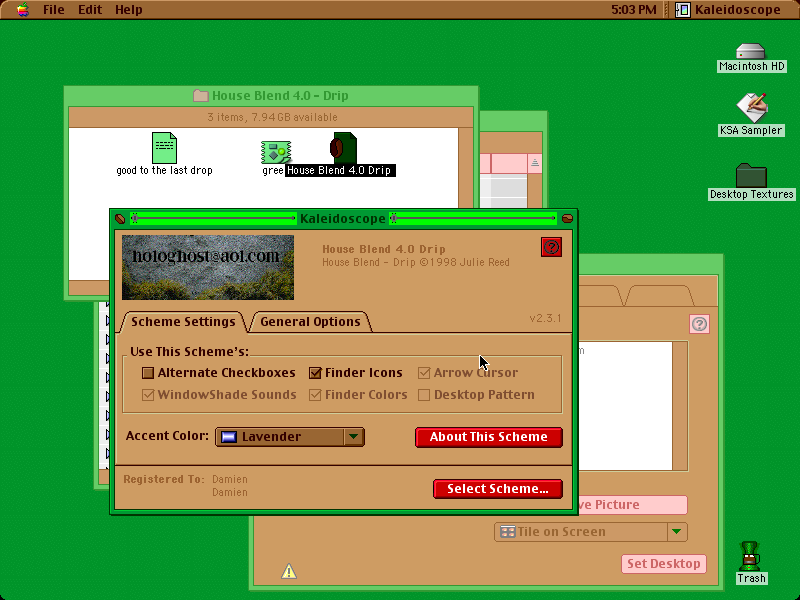 File Edit Help 5:03 PM Kaleidoscope
Macintosh HD
KSA Sampler
Desktop Textures
House Blend 4.0 - Drip
3 items, 7.94GB available
good to the last drop
gree
House Blend 4.0 Drip
Kaleidoscope
hologhost@aol.com
House Blend 4.0 Drip
House Blend - Drip ©1998 Julie Reed
Scheme Settings General Options v2.3.1
Use This Scheme's:
Alternate Checkboxes Finder Icons Arrow Cursor
WindowShade Sounds Finder Colors Desktop Pattern
Accent Color: Lavender About This Scheme
Registered To: Damien
Damien
Select Scheme...
ve Picture
Tile on Screen
Set Desktop
Trash